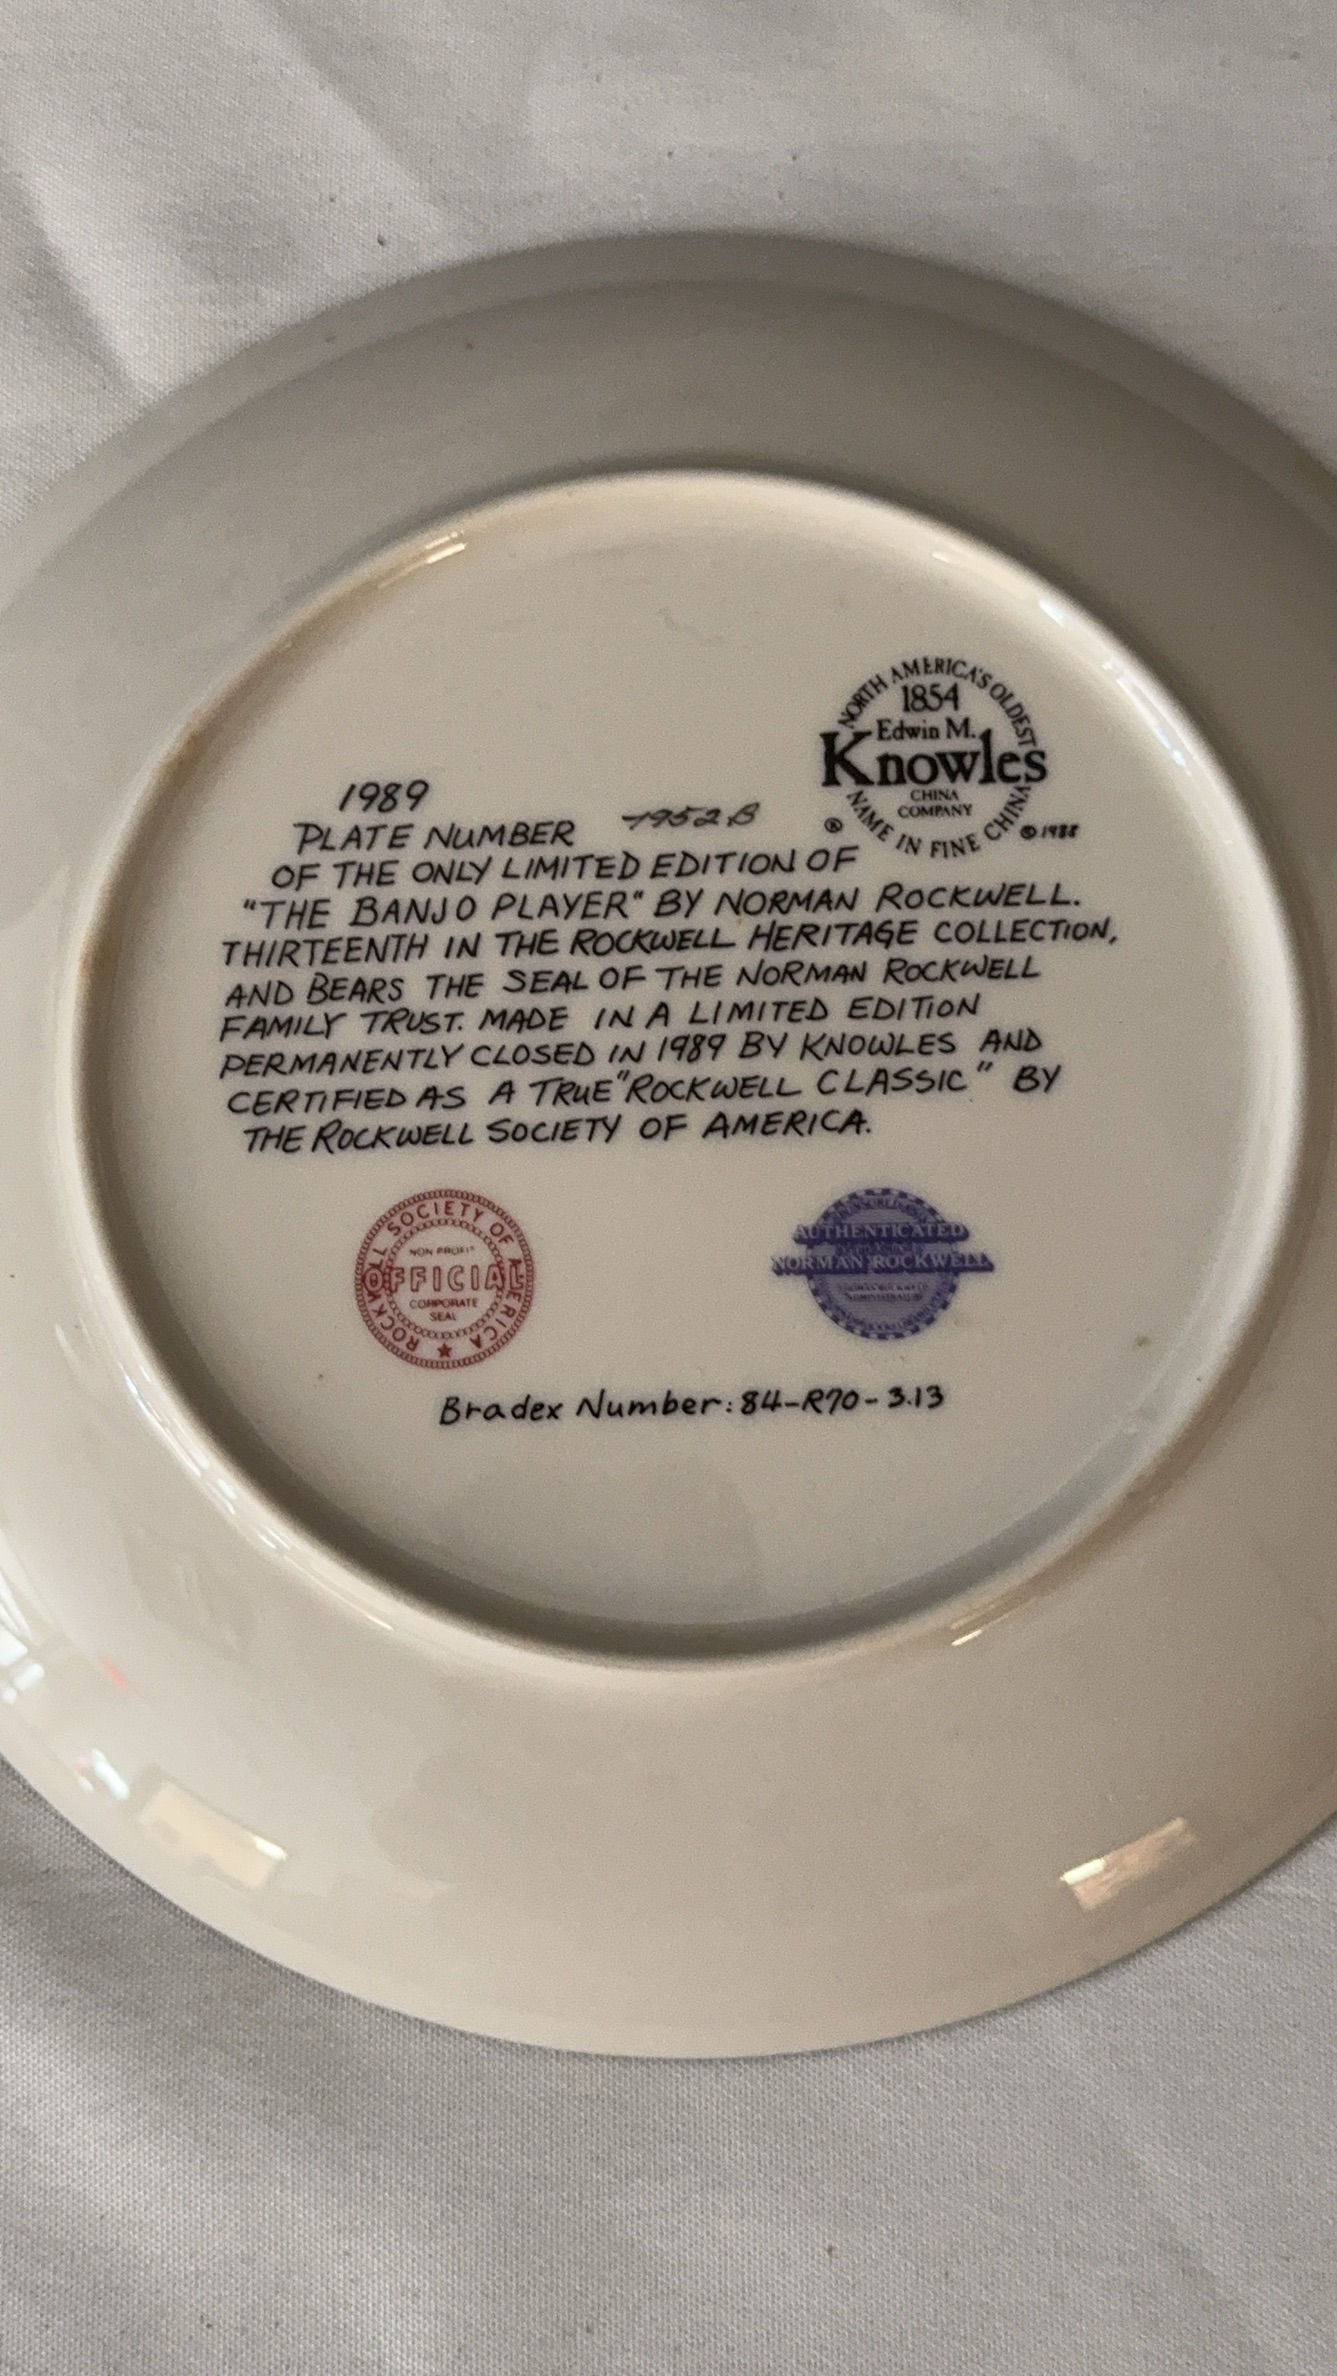 NORTH AMERICA'S OLDEST
1854
Edwin M.
Knowles
CHINA
COMPANY
NAME IN FINE CHINA
® © 1988
1989
PLATE NUMBER 7952B
OF THE ONLY LIMITED EDITION OF
"THE BANJO PLAYER" BY NORMAN ROCKWELL.
THIRTEENTH IN THE ROCKWELL HERITAGE COLLECTION,
AND BEARS THE SEAL OF THE NORMAN ROCKWELL
FAMILY TRUST. MADE IN A LIMITED EDITION
PERMANENTLY CLOSED IN 1989 BY KNOWLES AND
CERTIFIED AS A TRUE "ROCKWELL CLASSIC" BY
THE ROCKWELL SOCIETY OF AMERICA.
ROCKWELL SOCIETY OF AMERICA
NON PROFIT
OFFICIAL
CORPORATE
SEAL
AUTHENTICATED
NORMAN ROCKWELL
Bradex Number: 84-R70-3.13